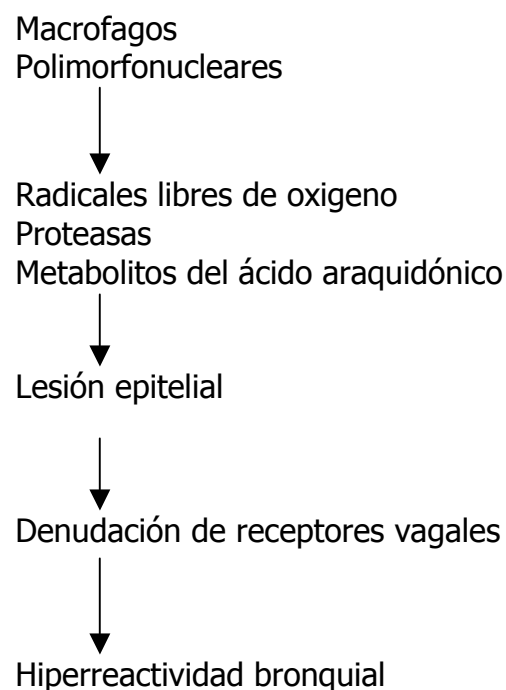 Macrofagos
Polimorfonucleares
Radicales libres de oxigeno
Proteasas
Metabolitos del ácido araquidónico
Lesión epitelial
Denudación de receptores vagales
Hiperreactividad bronquial